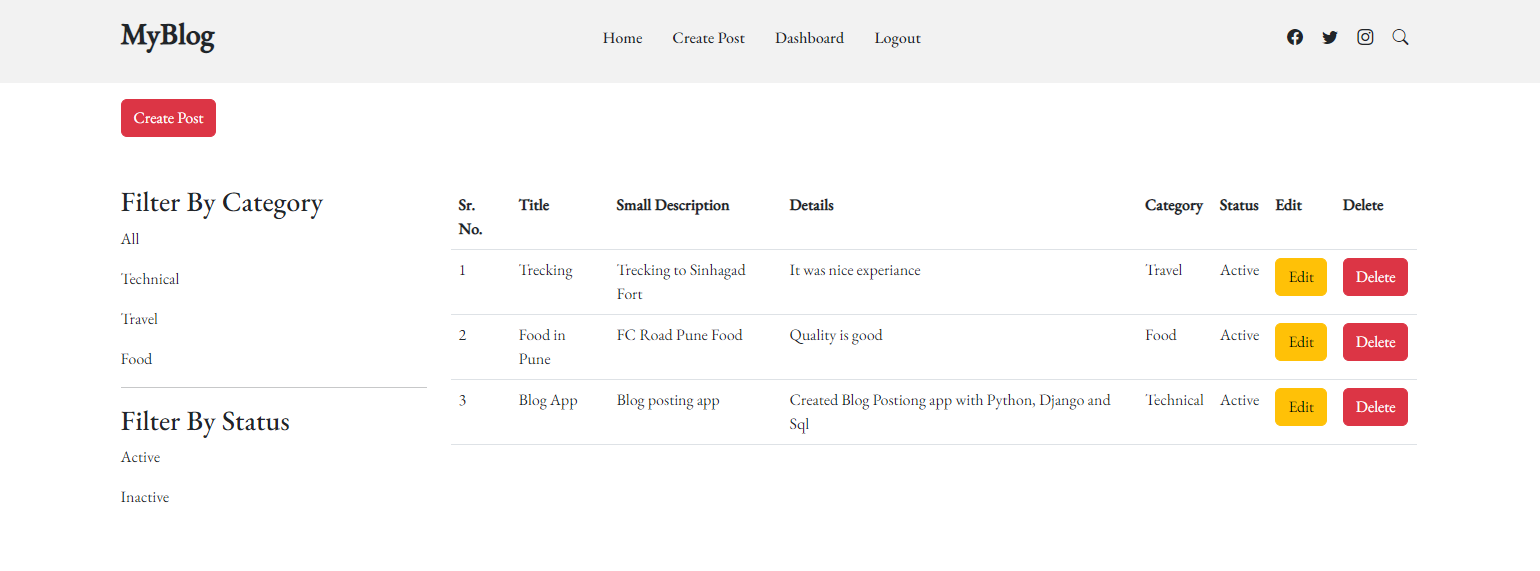 MyBlog
Home Create Post Dashboard Logout
Create Post
Filter By Category
All
Technical
Travel
Food
Filter By Status
Active
Inactive
Sr. No. Title Small Description Details Category Status Edit Delete
1 Trecking Trecking to Sinhagad Fort It was nice experiance Travel Active Edit Delete
2 Food in Pune FC Road Pune Food Quality is good Food Active Edit Delete
3 Blog App Blog posting app Created Blog Postiong app with Python, Django and Sql Technical Active Edit Delete